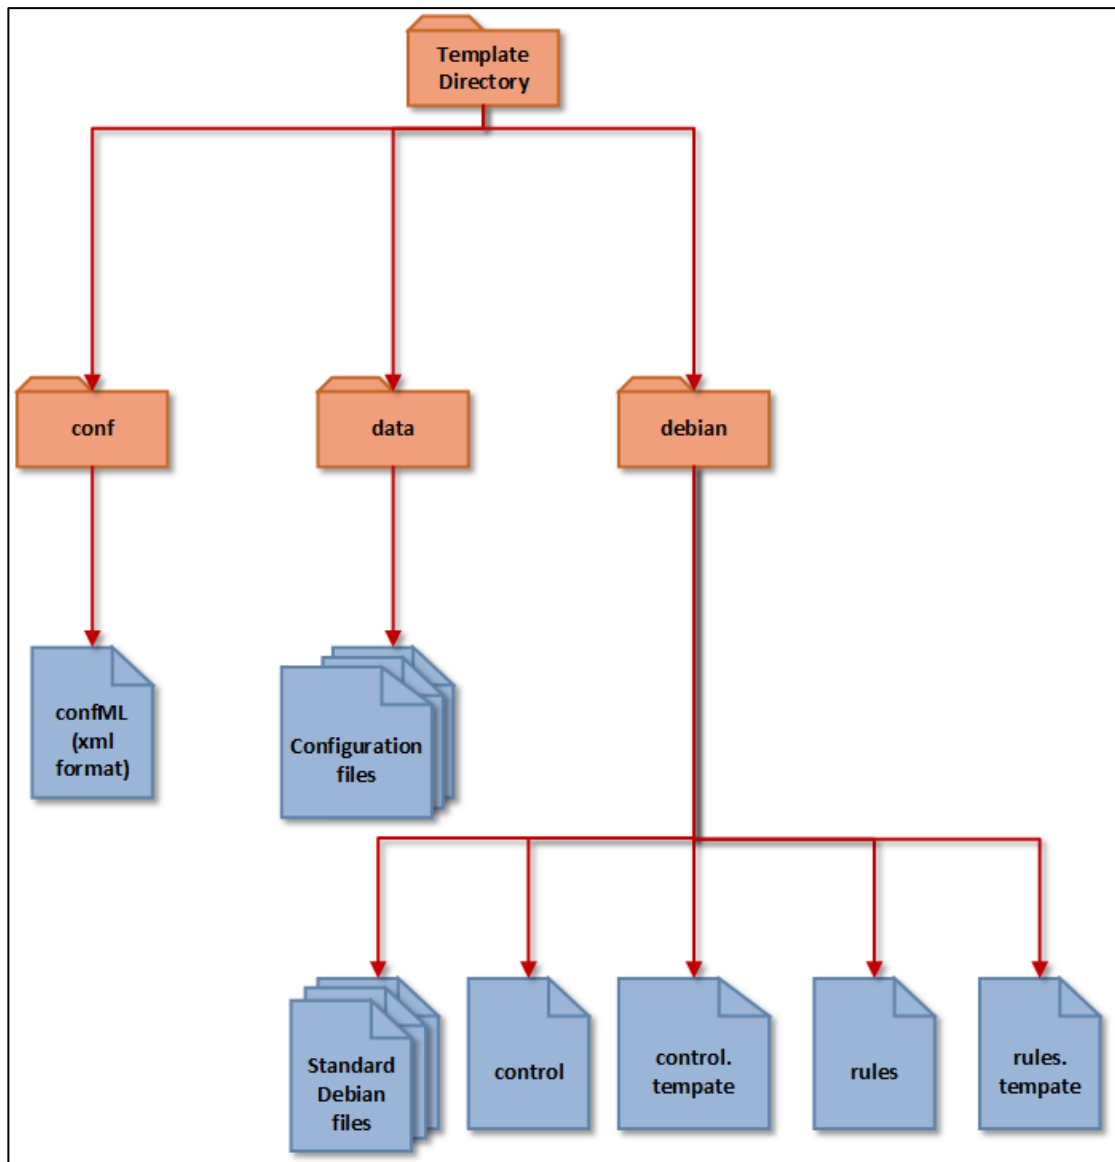 Template
Directory
conf
data
debian
confML
(xml
format)
Configuration
files
Standard
Debian
files
control
control.
tempate
rules
rules.
tempate